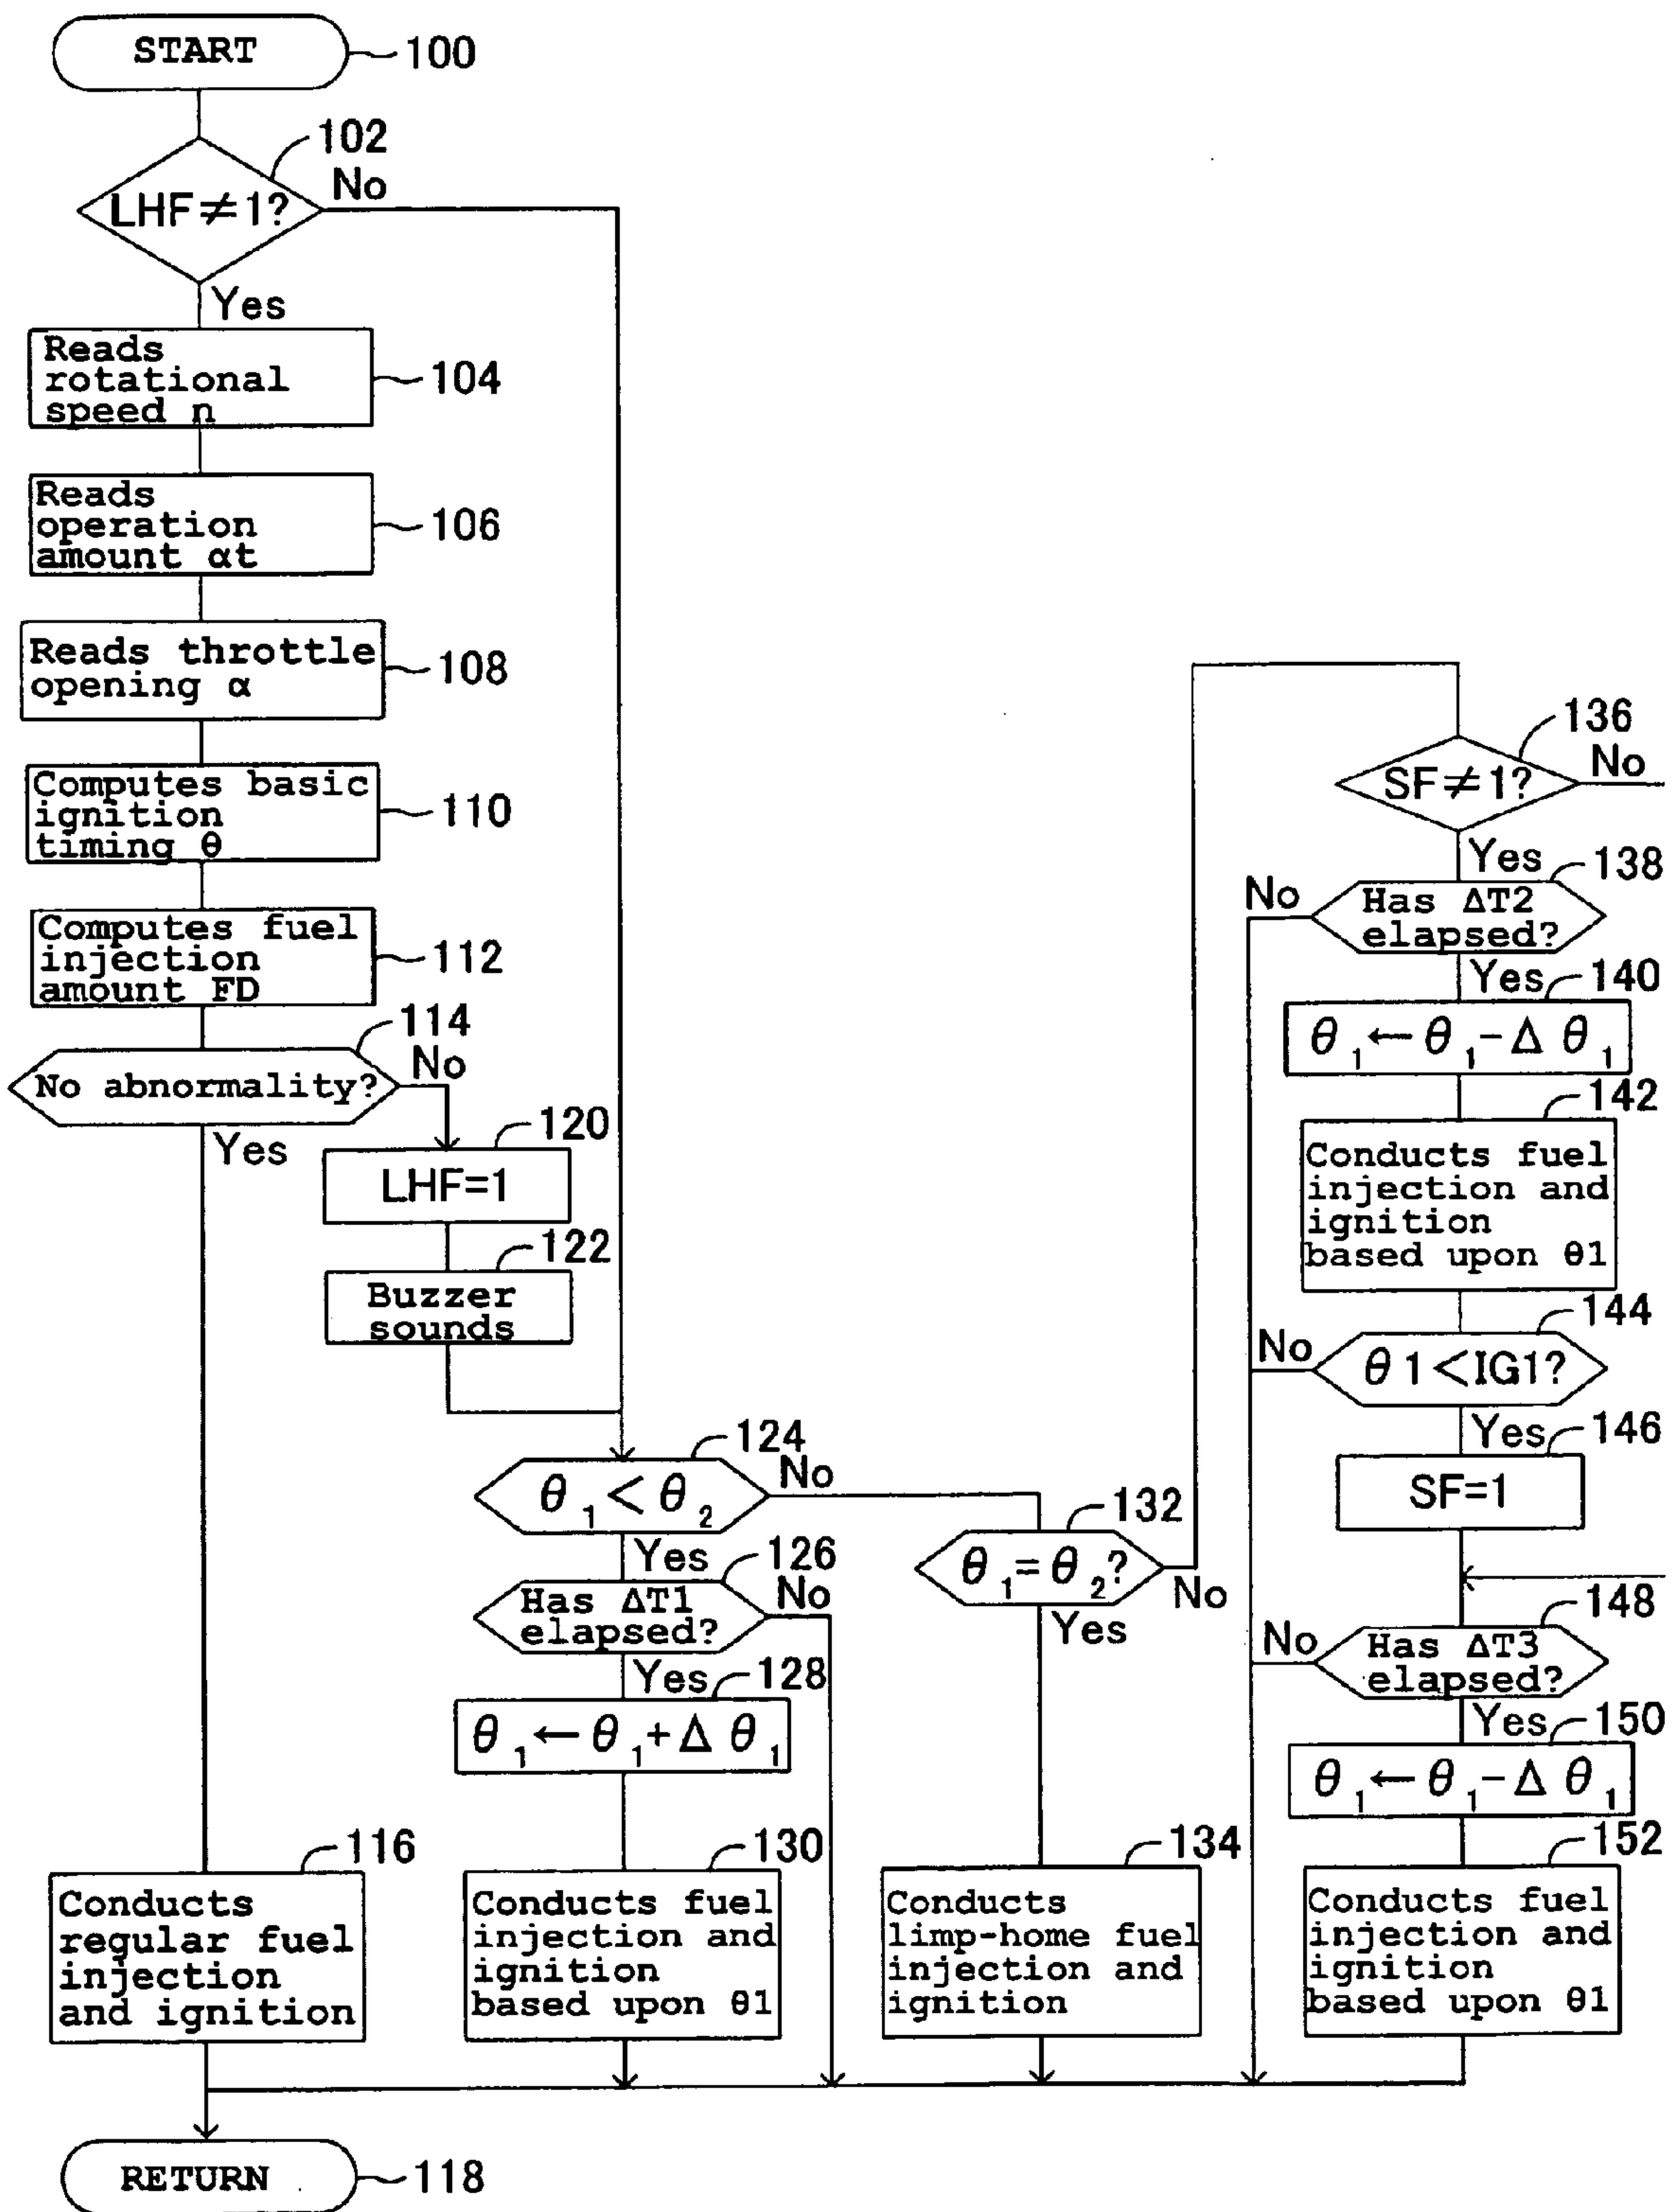 START
100
102
LHF≠1?
No
Yes
Reads
rotational
speed n
104
Reads
operation
amount αt
106
Reads throttle
opening α
108
Computes basic
ignition
timing θ
110
Computes fuel
injection
amount FD
112
114
No abnormality?
No
Yes
120
LHF=1
122
Buzzer
sounds
116
Conducts
regular fuel
injection
and ignition
124
θ₁ < θ₂
No
Yes
126
Has ΔT1
elapsed?
No
Yes
128
θ₁ ← θ₁ + Δ θ₁
130
Conducts fuel
injection and
ignition
based upon θ1
132
θ₁ = θ₂?
No
Yes
134
Conducts
limp-home fuel
injection and
ignition
136
SF≠1?
No
Yes
138
Has ΔT2
elapsed?
No
Yes
140
θ₁ ← θ₁ - Δ θ₁
142
Conducts fuel
injection and
ignition
based upon θ1
144
θ1<IG1?
No
Yes
146
SF=1
148
Has ΔT3
elapsed?
No
Yes
150
θ₁ ← θ₁ - Δ θ₁
152
Conducts fuel
injection and
ignition
based upon θ1
RETURN
118